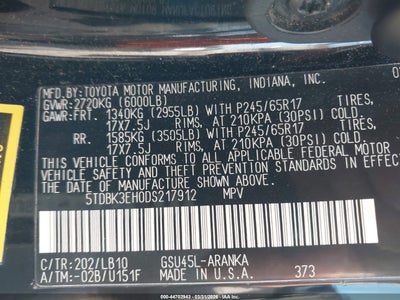 MFD.BY:TOYOTA MOTOR MANUFACTURING, INDIANA, INC.
GVWR:2720KG (6000LB)
GAWR:FRT. 1340KG (2955LB) WITH P245/65R17 TIRES,
17X7.5J RIMS, AT 210KPA (30PSI) COLD.
RR. 1585KG (3505LB) WITH P245/65R17 TIRES,
17X7.5J RIMS, AT 210KPA (30PSI) COLD.
THIS VEHICLE CONFORMS TO ALL APPLICABLE FEDERAL MOTOR
VEHICLE SAFETY, BUMPER AND THEFT PREVENTION STANDARDS IN EFFE
ON THE DATE OF MANUFACTURE SHOWN ABOVE.
5TDBK3EH0DS217912 MPV
C/TR:202/LB10 GSU45L-ARANKA
A/TM:-02B/U151F MADE IN U.S.A. 373